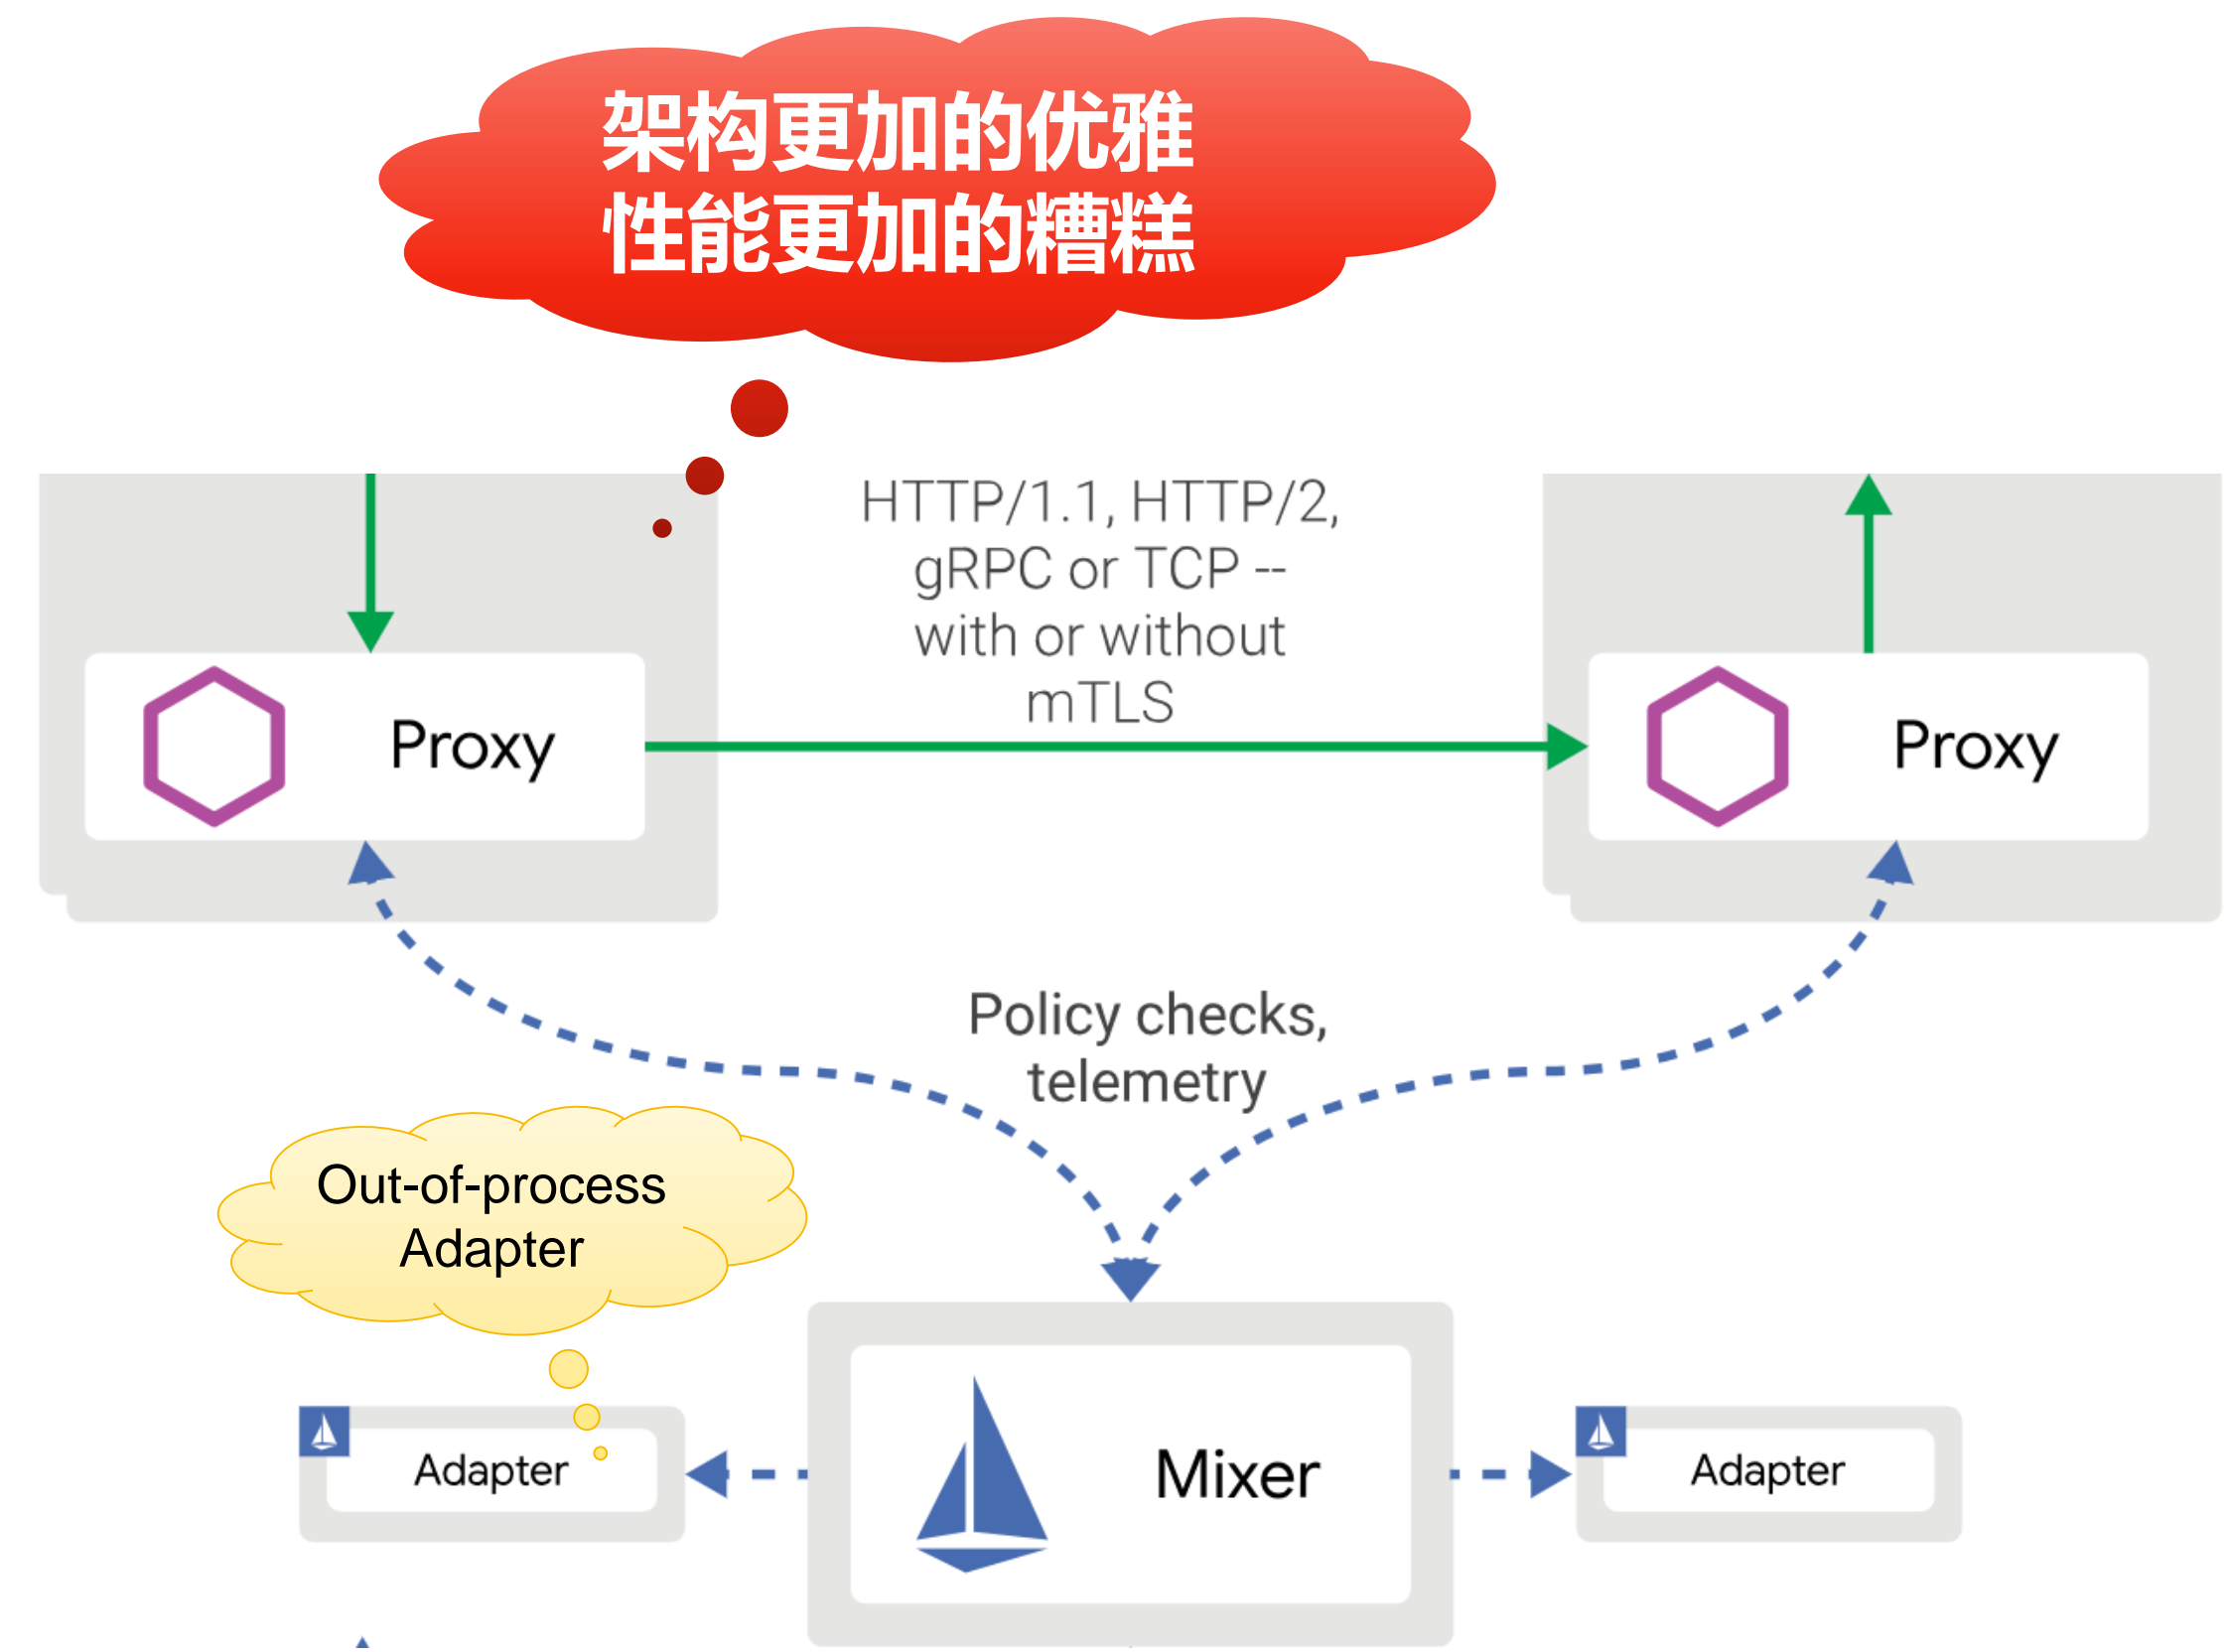 架构更加的优雅
性能更加的糟糕
HTTP/1.1, HTTP/2,
gRPC or TCP --
with or without
mTLS
Proxy
Proxy
Policy checks,
telemetry
Out-of-process
Adapter
Adapter
Mixer
Adapter